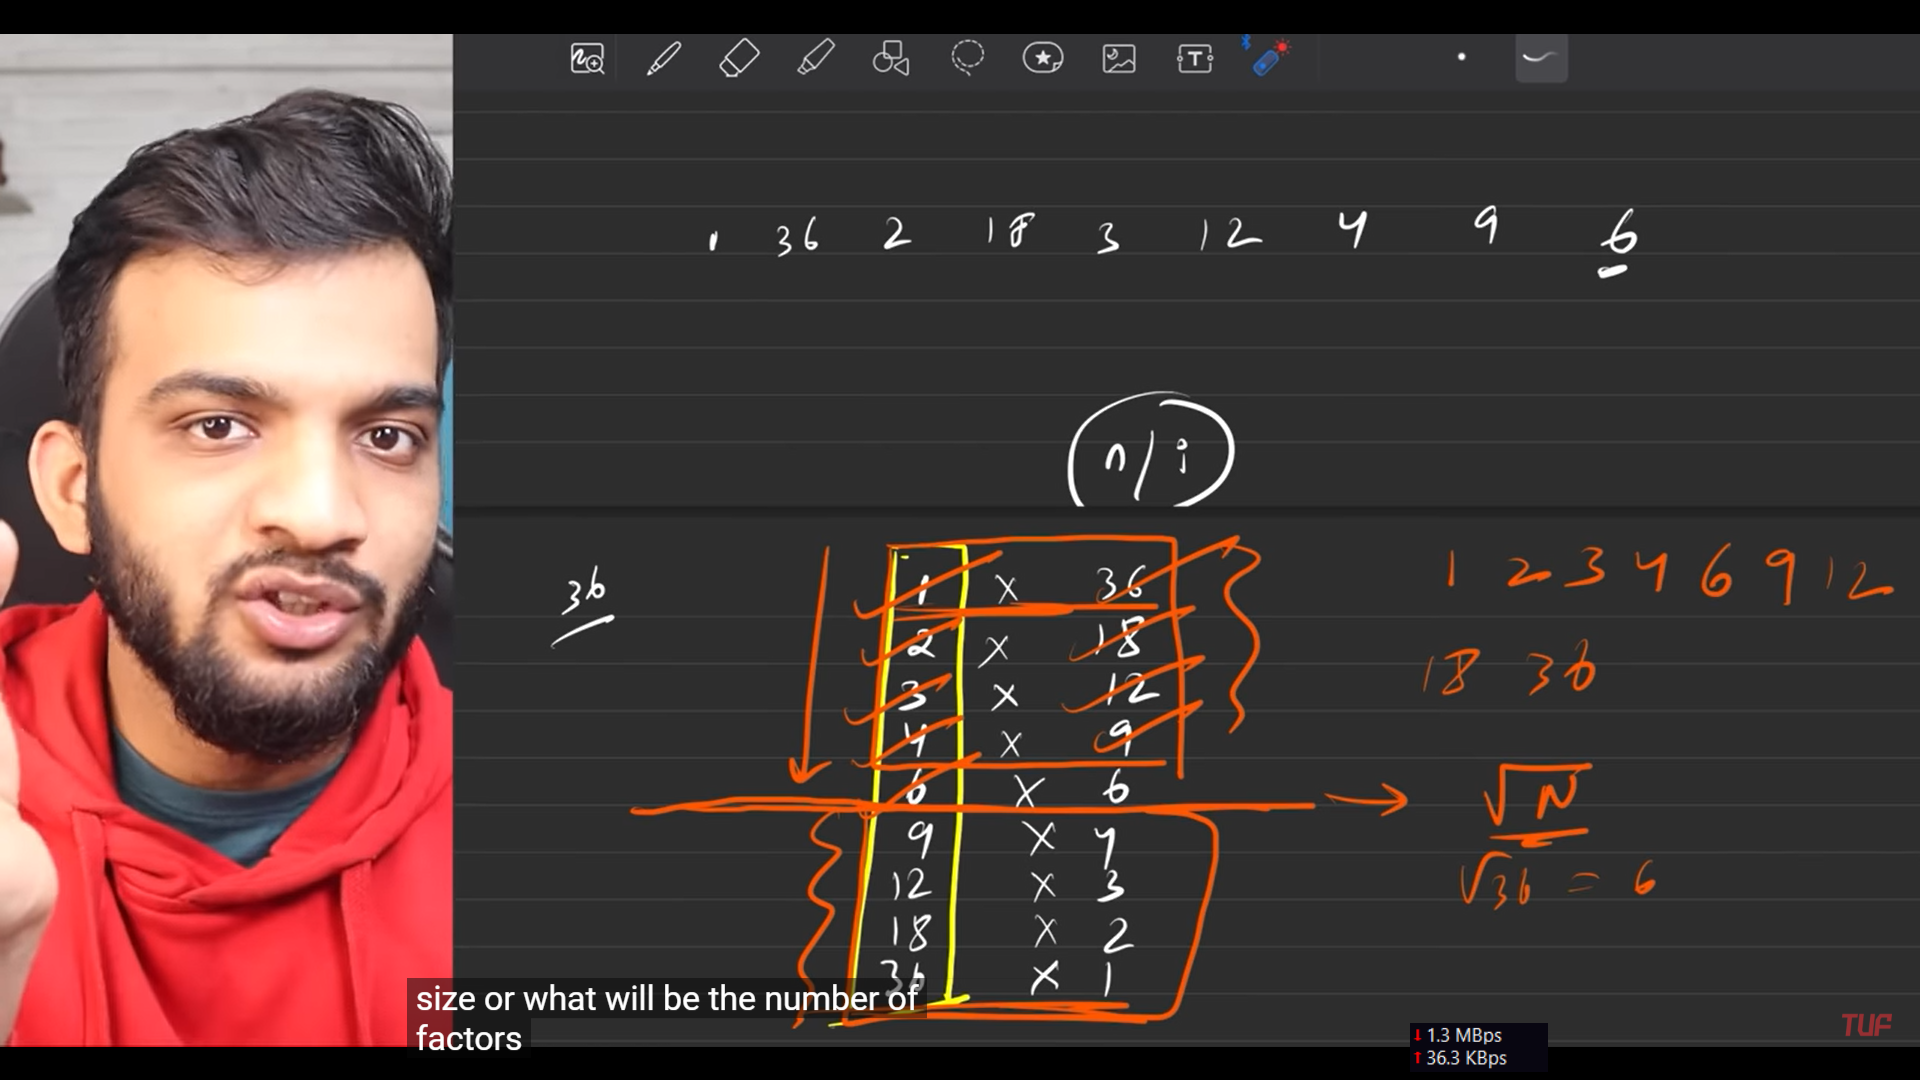 1 36 2 18 3 12 4 9 6
n/i
36
1 x 36
2 x 18
3 x 12
4 x 9
6 x 6
9 x 4
12 x 3
18 x 2
36 x 1
1 2 3 4 6 9 12
18 36
√N
√36 = 6
size or what will be the number of
factors
1.3 MBps
36.3 KBps
TUF